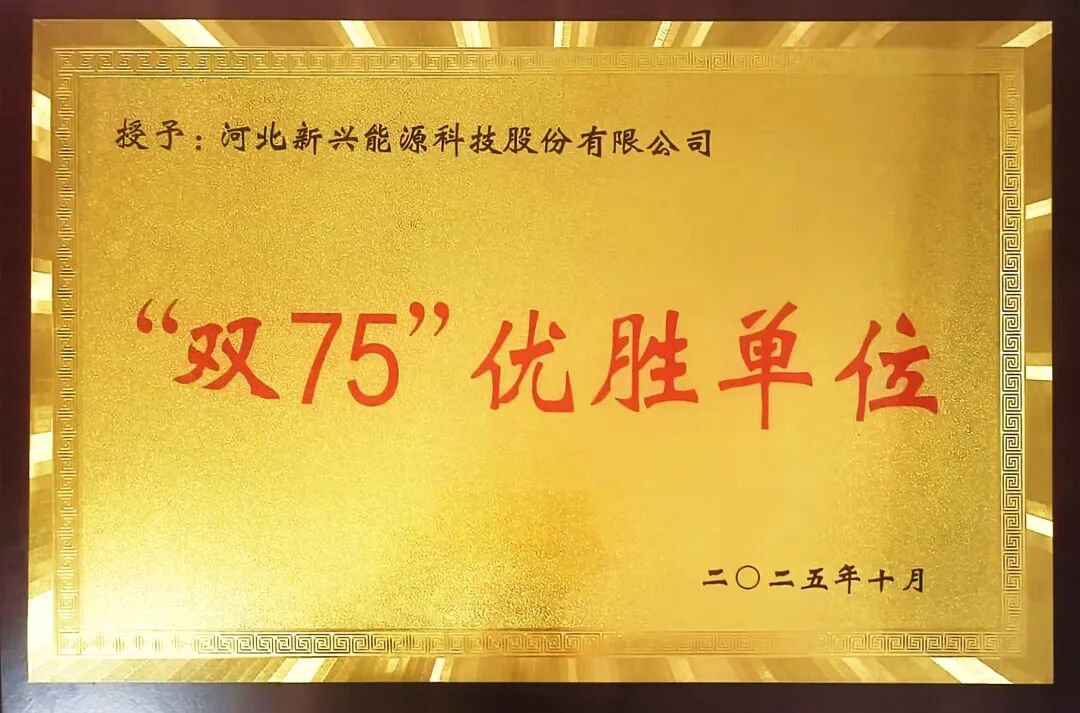 授予：河北新兴能源科技股份有限公司
“双75”优胜单位
二〇二五年十月